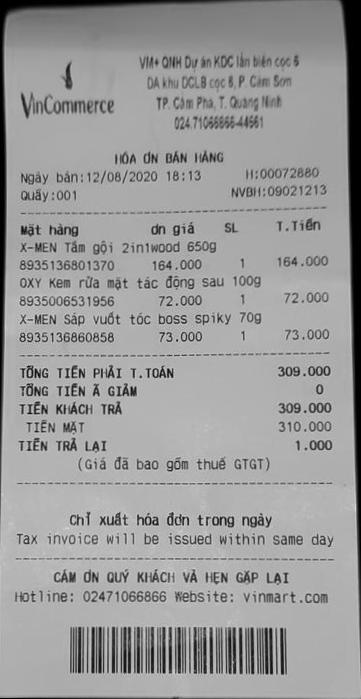 VinCommerce
VM+ QNH Dự án KDC lấn biển cọc 6
DA khu DCLB cọc 6, P. Cẩm Sơn
TP. Cẩm Phả, T. Quảng Ninh
024.71066866-44561
HÓA ƠN BÁN HÀNG
Ngày bán:12/08/2020 18:13 H:00072880
Quầy:001 NVBH:09021213
Mặt hàng ơn giá SL T.Tiền
X-MEN Tắm gội 2in1wood 650g
8935136801370 164.000 1 164.000
OXY Kem rửa mặt tác động sau 100g
8935006531956 72.000 1 72.000
X-MEN Sáp vuốt tóc boss spiky 70g
8935136860858 73.000 1 73.000
TỔNG TIỀN PHẢI T.TOÁN 309.000
TỔNG TIỀN Ã GIẢM 0
TIỀN KHÁCH TRẢ 309.000
TIỀN MẶT 310.000
TIỀN TRẢ LẠI 1.000
(Giá đã bao gồm thuế GTGT)
Chỉ xuất hóa đơn trong ngày
Tax invoice will be issued within same day
CẢM ƠN QUÝ KHÁCH VÀ HẸN GẶP LẠI
Hotline: 02471066866 Website: vinmart.com